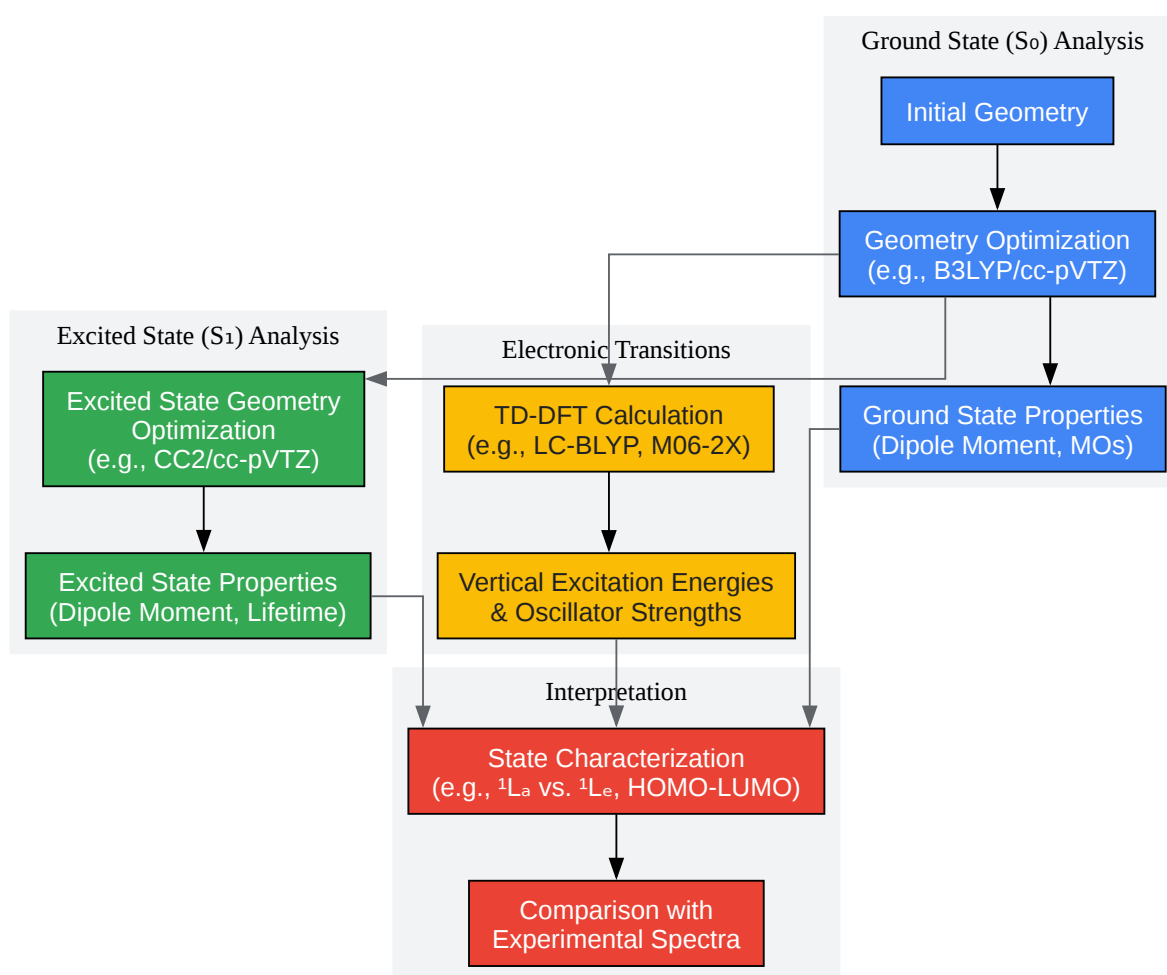 Ground State (S₀) Analysis
Initial Geometry
Geometry Optimization
(e.g., B3LYP/cc-pVTZ)
Excited State (S₁) Analysis
Excited State Geometry
Optimization
(e.g., CC2/cc-pVTZ)
Electronic Transitions
TD-DFT Calculation
(e.g., LC-BLYP, M06-2X)
Ground State Properties
(Dipole Moment, MOs)
Excited State Properties
(Dipole Moment, Lifetime)
Vertical Excitation Energies
& Oscillator Strengths
Interpretation
State Characterization
(e.g., ¹Lₐ vs. ¹Lₑ, HOMO-LUMO)
Comparison with
Experimental Spectra